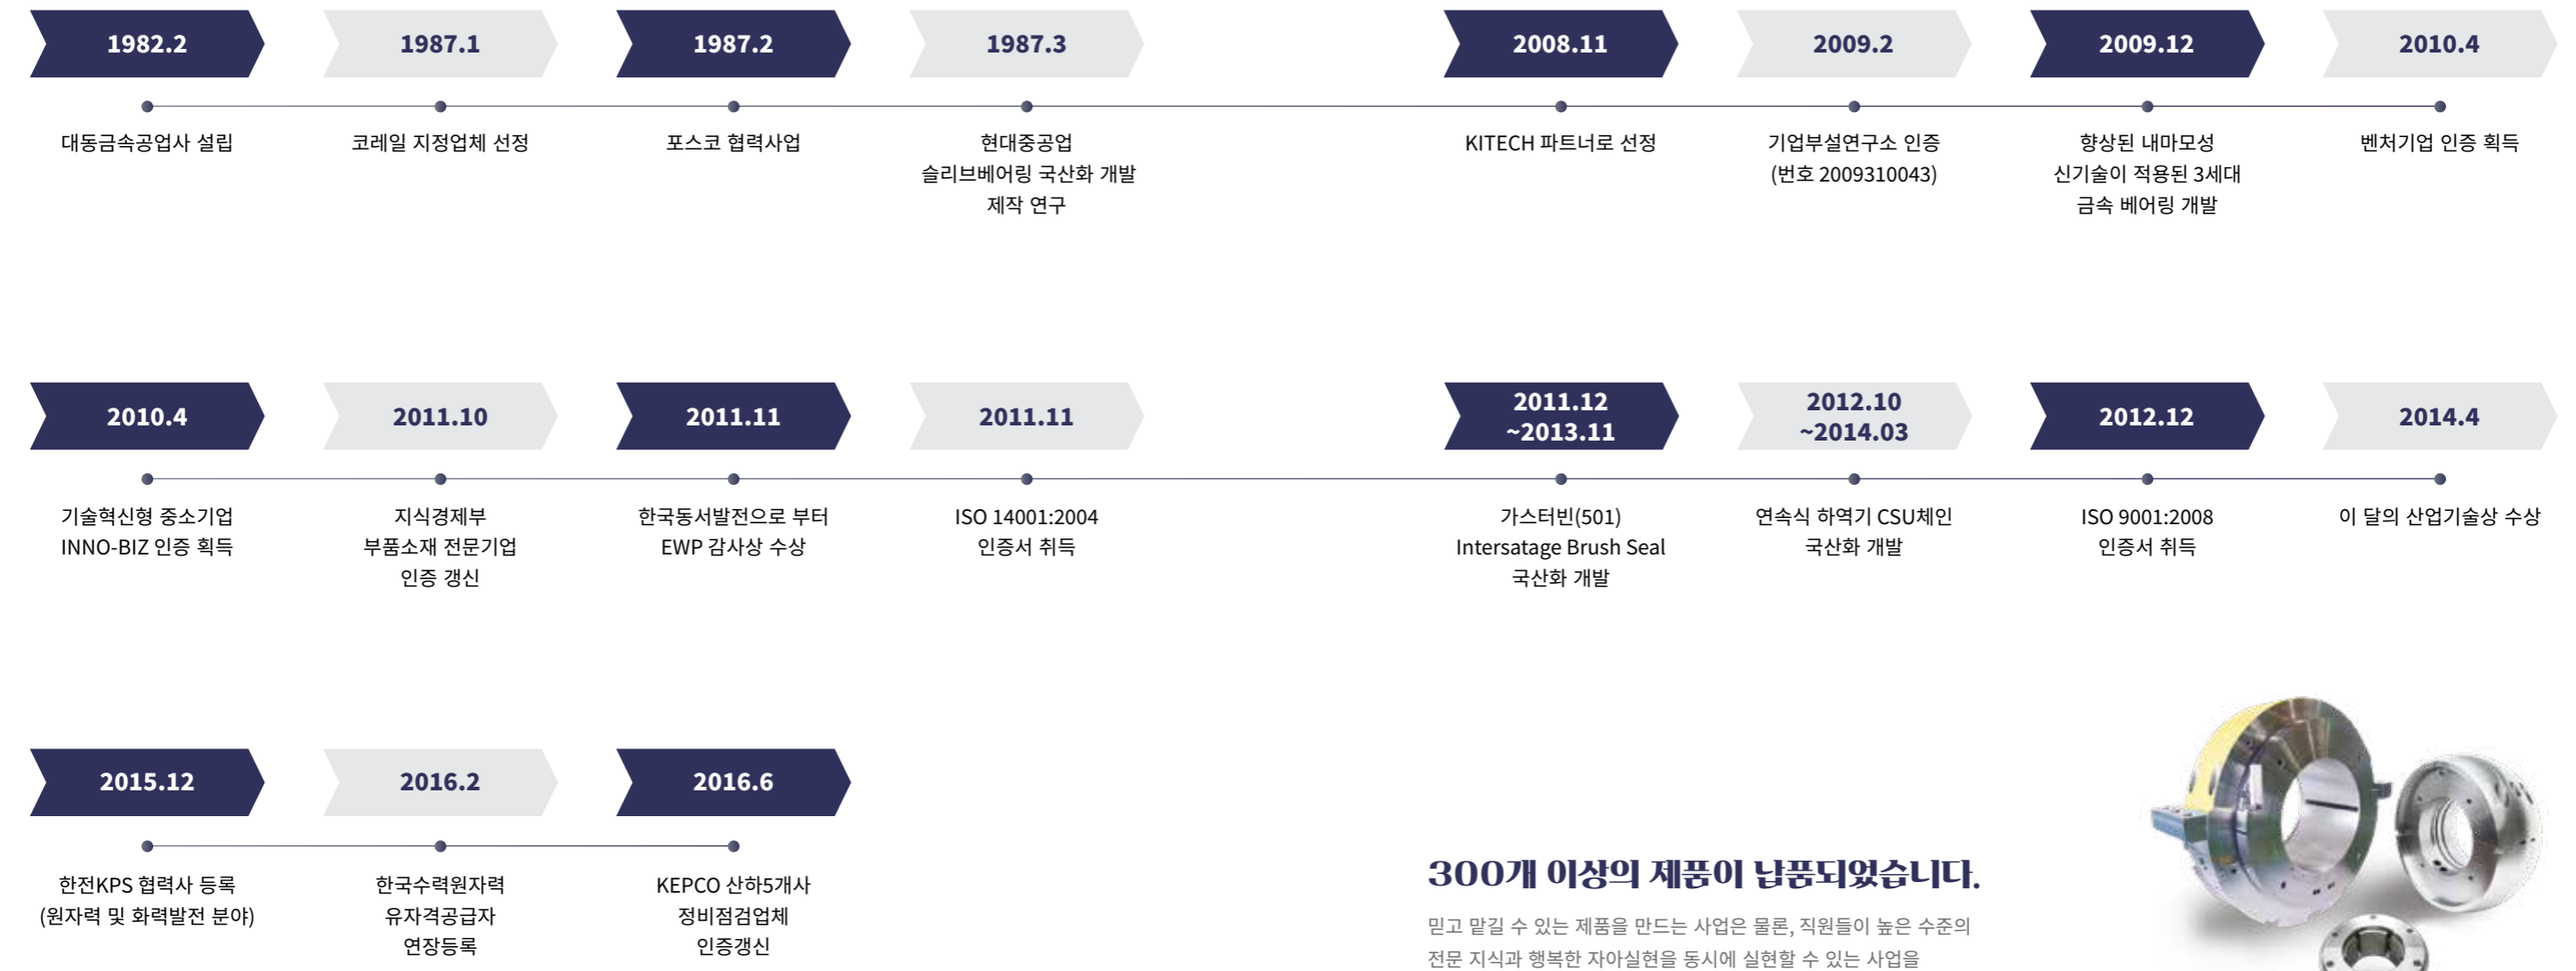 1982.2
1987.1
1987.2
1987.3
2008.11
2009.2
2009.12
2010.4
대동금속공업사 설립
코레일 지정업체 선정
포스코 협력사업
현대중공업
슬리브베어링 국산화 개발
제작 연구
KITECH 파트너로 선정
기업부설연구소 인증
(번호 2009310043)
향상된 내마모성
신기술이 적용된 3세대
금속 베어링 개발
벤처기업 인증 획득
2010.4
2011.10
2011.11
2011.11
2011.12
~2013.11
2012.10
~2014.03
2012.12
2014.4
기술혁신형 중소기업
INNO-BIZ 인증 획득
지식경제부
부품소재 전문기업
인증 갱신
한국동서발전으로 부터
EWP 감사상 수상
ISO 14001:2004
인증서 취득
가스터빈(501)
Intersatage Brush Seal
국산화 개발
연속식 하역기 CSU체인
국산화 개발
ISO 9001:2008
인증서 취득
이 달의 산업기술상 수상
2015.12
2016.2
2016.6
한전KPS 협력사 등록
(원자력 및 화력발전 분야)
한국수력원자력
유자격공급자
연장등록
KEPCO 산하5개사
정비점검업체
인증갱신
300개 이상의 제품이 납품되었습니다.
믿고 맡길 수 있는 제품을 만드는 사업은 물론, 직원들이 높은 수준의
전문 지식과 행복한 자아실현을 동시에 실현할 수 있는 사업을